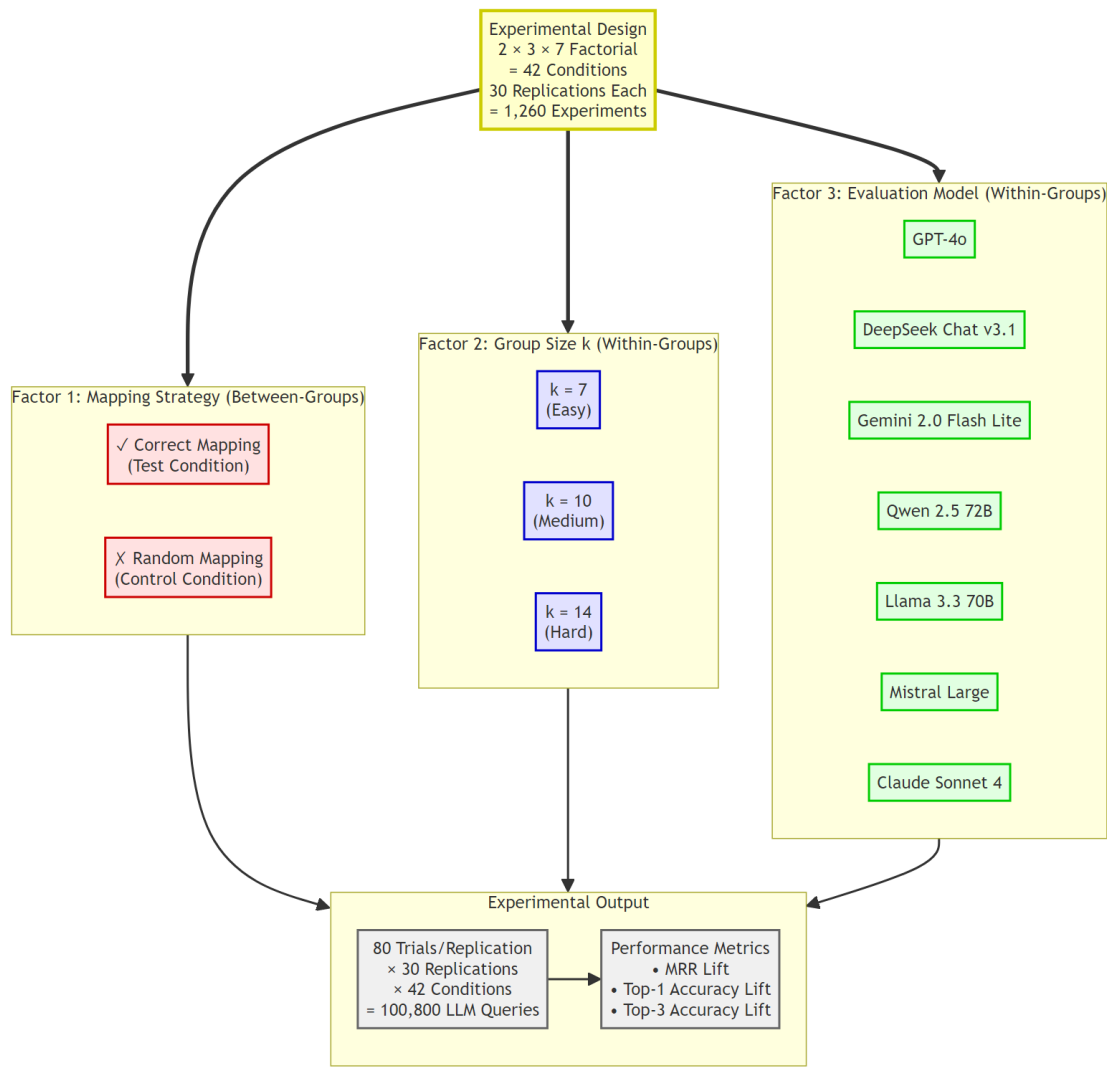 Experimental Design
2 × 3 × 7 Factorial
= 42 Conditions
30 Replications Each
= 1,260 Experiments
Factor 1: Mapping Strategy (Between-Groups)
✓ Correct Mapping
(Test Condition)
✗ Random Mapping
(Control Condition)
Factor 2: Group Size k (Within-Groups)
k = 7
(Easy)
k = 10
(Medium)
k = 14
(Hard)
Factor 3: Evaluation Model (Within-Groups)
GPT-4o
DeepSeek Chat v3.1
Gemini 2.0 Flash Lite
Qwen 2.5 72B
Llama 3.3 70B
Mistral Large
Claude Sonnet 4
Experimental Output
80 Trials/Replication
× 30 Replications
× 42 Conditions
= 100,800 LLM Queries
Performance Metrics
• MRR Lift
• Top-1 Accuracy Lift
• Top-3 Accuracy Lift